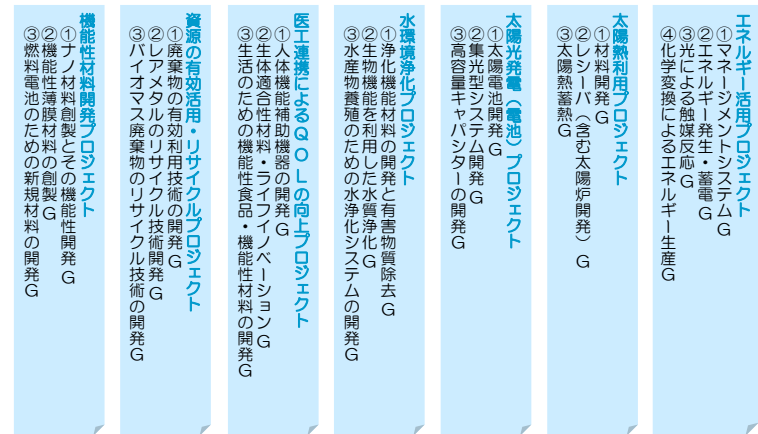 エネルギー活用プロジェクト
①マネージメントシステムG
②エネルギー発生・蓄電G
③光による触媒反応G
④化学変換によるエネルギー生産G
太陽熱利用プロジェクト
①材料開発G
②レシーバ（含む太陽炉開発）G
③太陽熱蓄熱G
太陽光発電（電池）プロジェクト
①太陽電池開発G
②集光型システム開発G
③高容量キャパシターの開発G
水環境浄化プロジェクト
①浄化機能材料の開発と有害物質除去G
②生物機能を利用した水質浄化G
③水産物養殖のための水浄化システムの開発G
医工連携によるQOLの向上プロジェクト
①人体機能補助機器の開発G
②生体適合性材料・ライフイノベーションG
③生活のための機能性食品・機能性材料の開発G
資源の有効活用・リサイクルプロジェクト
①廃棄物の有効利用技術の開発G
②レアメタルのリサイクル技術開発G
③バイオマス廃棄物のリサイクル技術の開発G
機能性材料開発プロジェクト
①ナノ材料創製とその機能性開発G
②機能性薄膜材料の創製G
③燃料電池のための新規材料の開発G